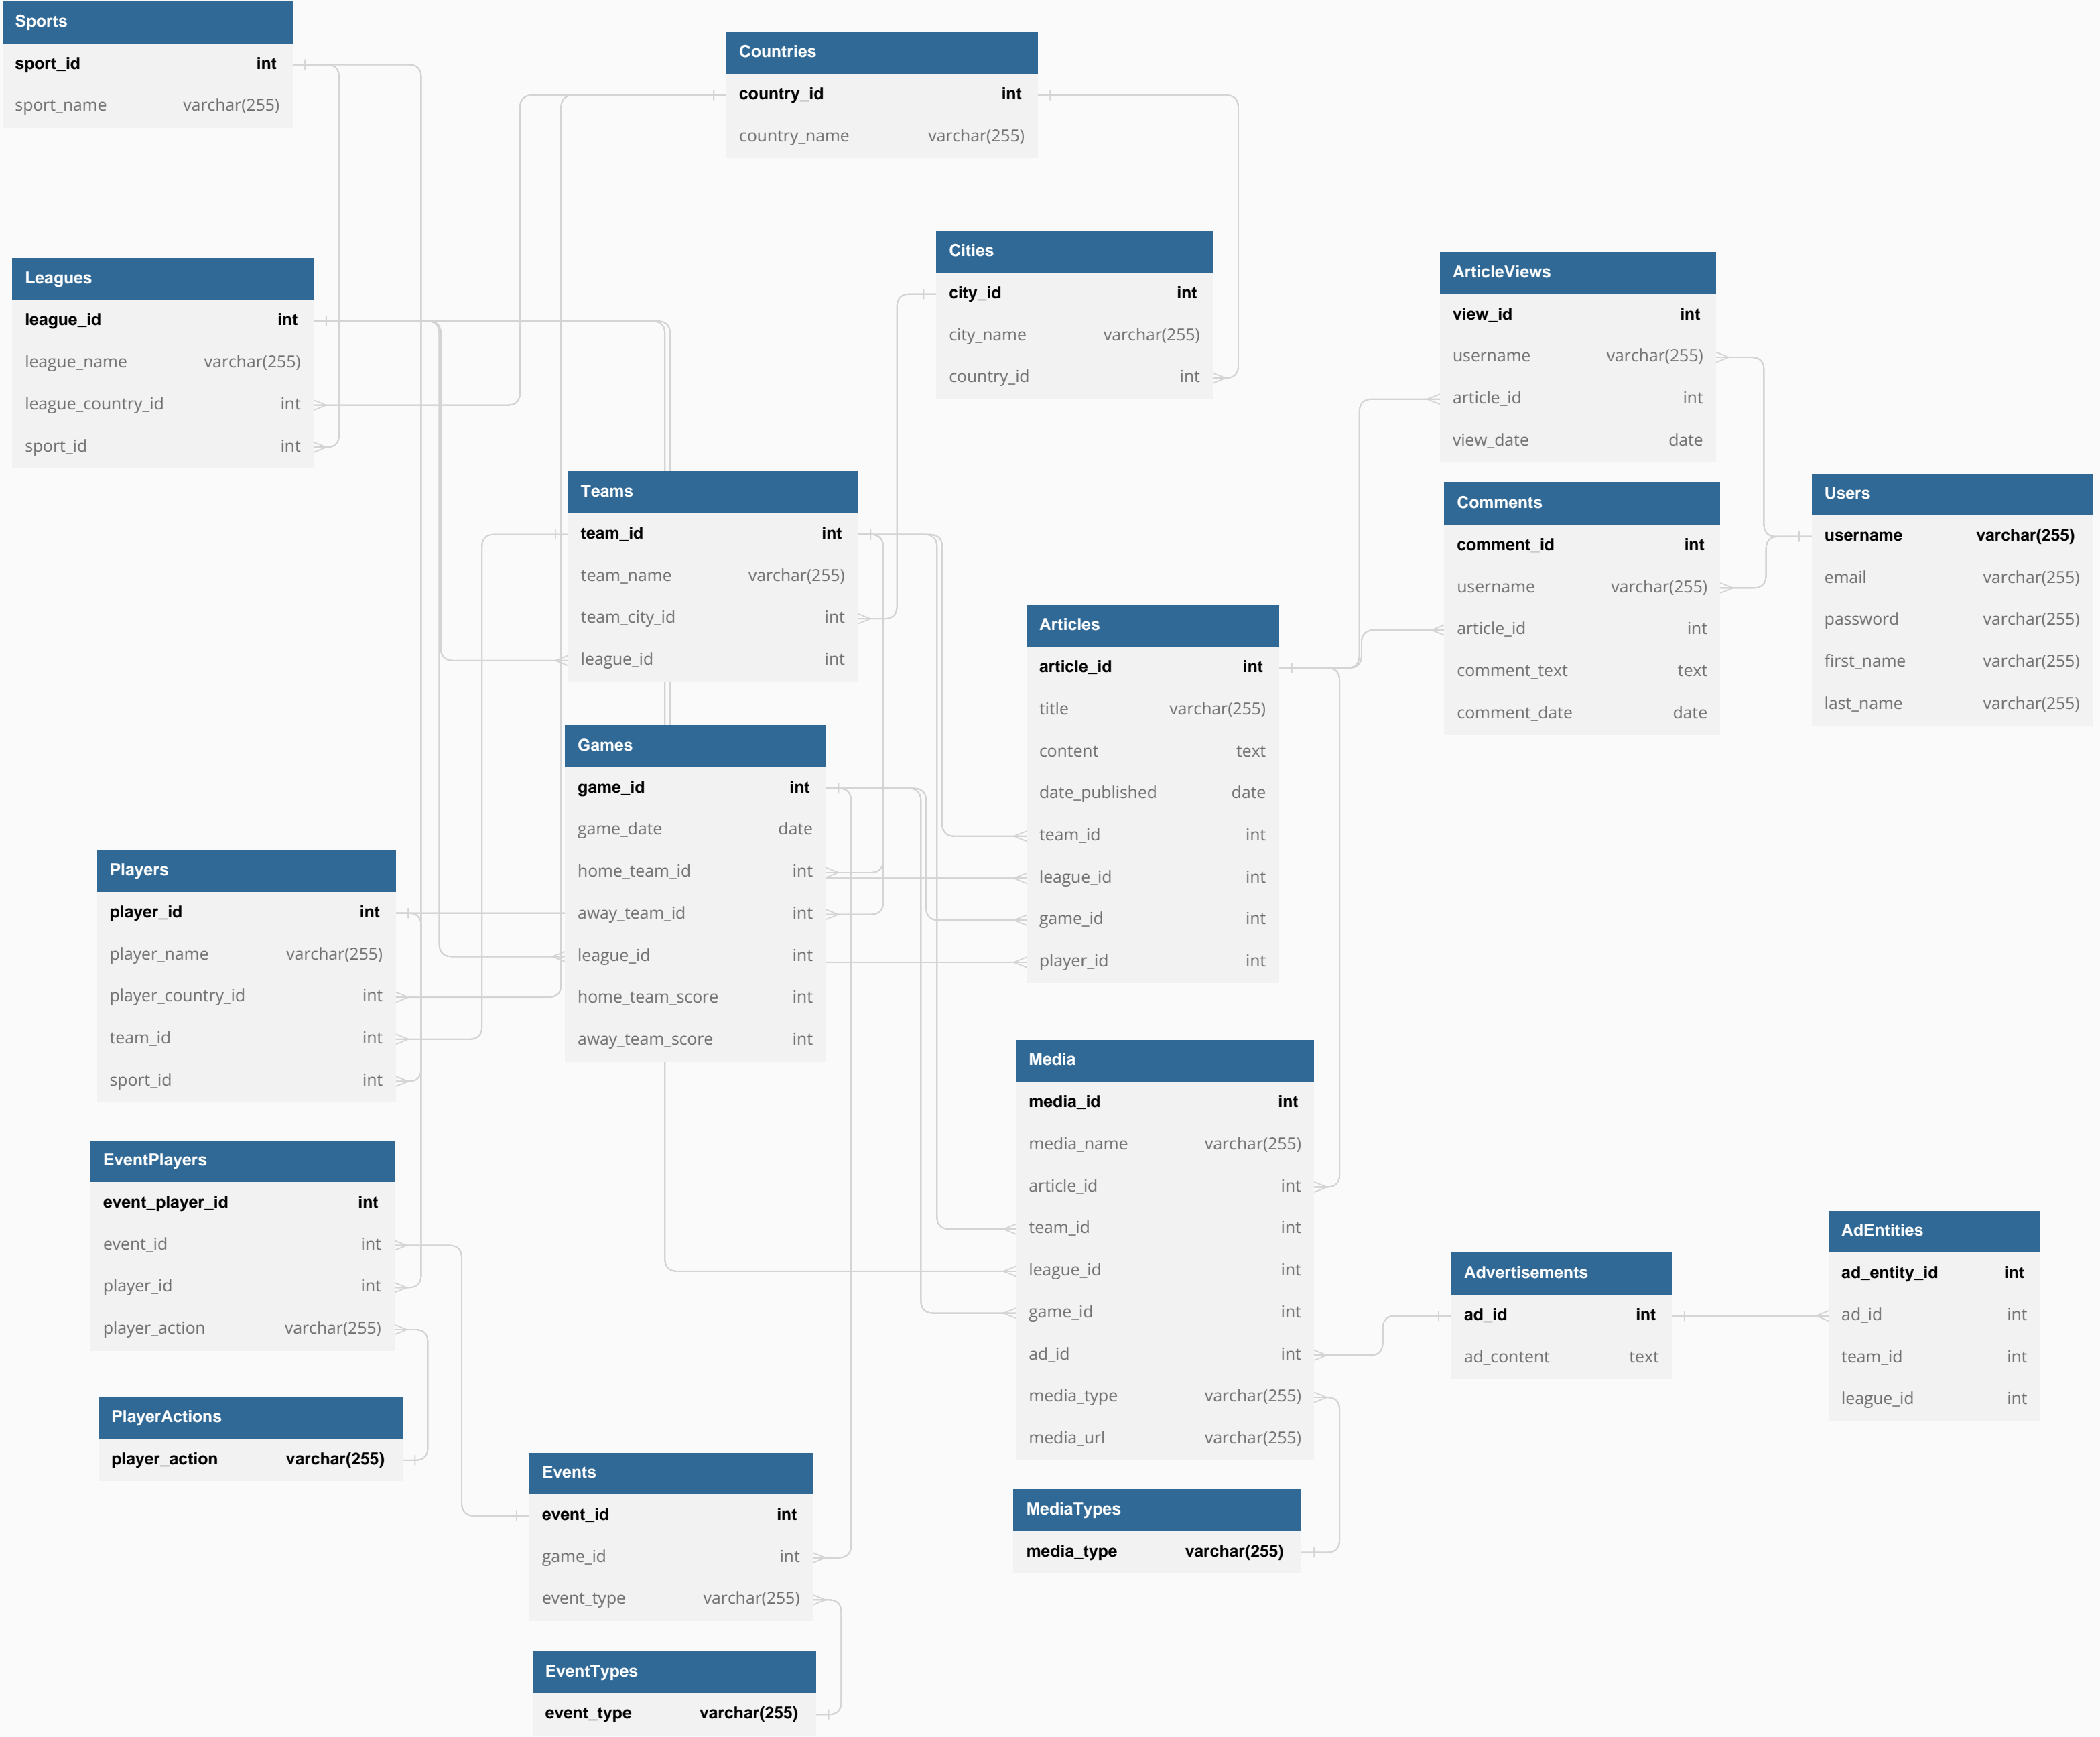 Sports
sport_id int
sport_name varchar(255)
Countries
country_id int
country_name varchar(255)
Leagues
league_id int
league_name varchar(255)
league_country_id int
sport_id int
Cities
city_id int
city_name varchar(255)
country_id int
ArticleViews
view_id int
username varchar(255)
article_id int
view_date date
Teams
team_id int
team_name varchar(255)
team_city_id int
league_id int
Comments
comment_id int
username varchar(255)
article_id int
comment_text text
comment_date date
Users
username varchar(255)
email varchar(255)
password varchar(255)
first_name varchar(255)
last_name varchar(255)
Articles
article_id int
title varchar(255)
content text
date_published date
team_id int
league_id int
game_id int
player_id int
Games
game_id int
game_date date
home_team_id int
away_team_id int
league_id int
home_team_score int
away_team_score int
Players
player_id int
player_name varchar(255)
player_country_id int
team_id int
sport_id int
Media
media_id int
media_name varchar(255)
article_id int
team_id int
league_id int
game_id int
ad_id int
media_type varchar(255)
media_url varchar(255)
EventPlayers
event_player_id int
event_id int
player_id int
player_action varchar(255)
Advertisements
ad_id int
ad_content text
AdEntities
ad_entity_id int
ad_id int
team_id int
league_id int
PlayerActions
player_action varchar(255)
Events
event_id int
game_id int
event_type varchar(255)
MediaTypes
media_type varchar(255)
EventTypes
event_type varchar(255)